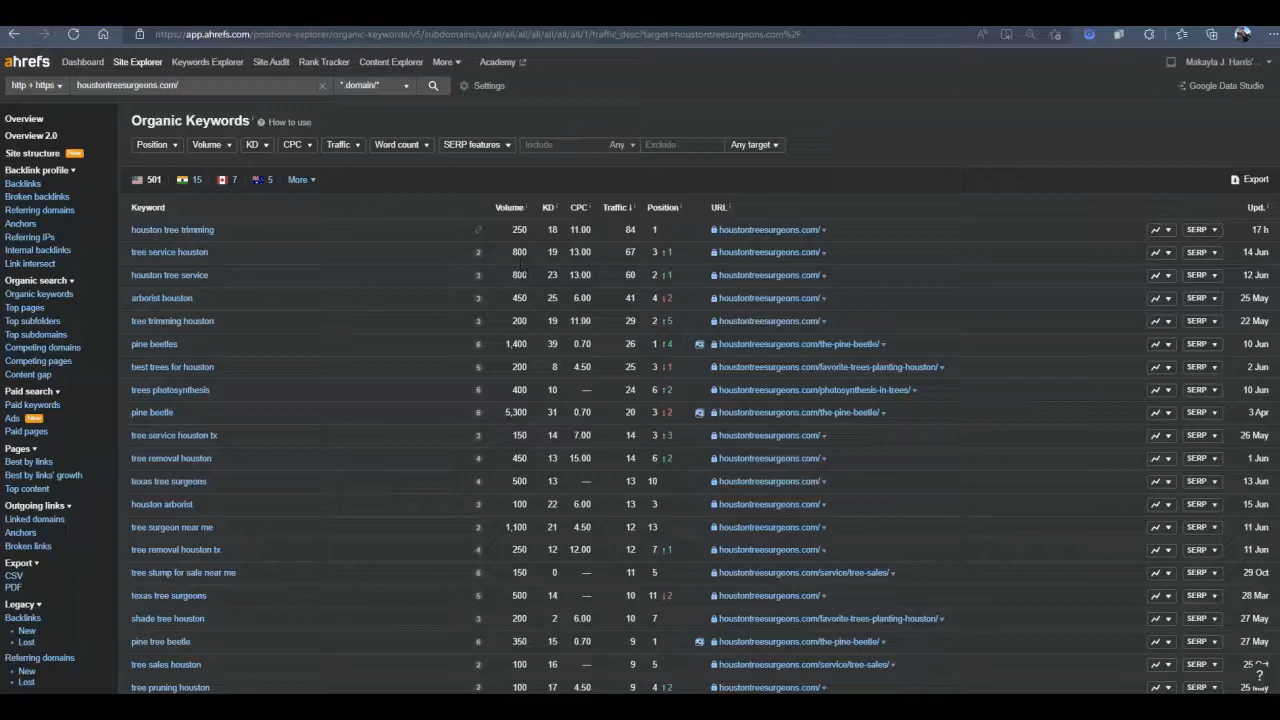 https://app.ahrefs.com/positions-explorer/organic-keywords/v5/subdomains/us/all/all/all/all/all/all/1/traffic_desc?target=houstontreesurgeons.com%2F
ahrefs Dashboard Site Explorer Keywords Explorer Site Audit Rank Tracker Content Explorer More Academy Makayla J. Harris'...
http + https houstontreesurgeons.com/ *.domain/* Settings Google Data Studio
Overview
Overview 2.0
Site structure New
Backlink profile
Backlinks
Broken backlinks
Referring domains
Anchors
Referring IPs
Internal backlinks
Link intersect
Organic search
Organic keywords
Top pages
Top subfolders
Top subdomains
Competing domains
Competing pages
Content gap
Paid search
Paid keywords
Ads New
Paid pages
Pages
Best by links
Best by links' growth
Top content
Outgoing links
Linked domains
Anchors
Broken links
Export
CSV
PDF
Legacy
Backlinks
New
Lost
Referring domains
New
Lost
Organic Keywords How to use
Position Volume KD CPC Traffic Word count SERP features Include Any Exclude Any target
501 15 7 5 More Export
Keyword Volume KD CPC Traffic Position URL Upd.
houston tree trimming 250 18 11.00 84 1 houstontreesurgeons.com/ SERP 17 h
tree service houston 2 800 19 13.00 67 3 ↑1 houstontreesurgeons.com/ SERP 14 Jun
houston tree service 3 800 23 13.00 60 2 ↑1 houstontreesurgeons.com/ SERP 12 Jun
arborist houston 3 450 25 6.00 41 4 ↓2 houstontreesurgeons.com/ SERP 25 May
tree trimming houston 3 200 19 11.00 29 2 ↑5 houstontreesurgeons.com/ SERP 22 May
pine beetles 6 1,400 39 0.70 26 1 ↑4 houstontreesurgeons.com/the-pine-beetle/ SERP 10 Jun
best trees for houston 5 200 8 4.50 25 3 ↓1 houstontreesurgeons.com/favorite-trees-planting-houston/ SERP 2 Jun
trees photosynthesis 6 400 10 — 24 6 ↑2 houstontreesurgeons.com/photosynthesis-in-trees/ SERP 10 Jun
pine beetle 6 5,300 31 0.70 20 3 ↓2 houstontreesurgeons.com/the-pine-beetle/ SERP 3 Apr
tree service houston tx 3 150 14 7.00 14 3 ↑3 houstontreesurgeons.com/ SERP 26 May
tree removal houston 4 450 13 15.00 14 6 ↑2 houstontreesurgeons.com/ SERP 1 Jun
texas tree surgeons 4 500 13 — 13 10 houstontreesurgeons.com/ SERP 13 Jun
houston arborist 3 100 22 6.00 13 3 houstontreesurgeons.com/ SERP 15 Jun
tree surgeon near me 2 1,100 21 4.50 12 13 houstontreesurgeons.com/ SERP 11 Jun
tree removal houston tx 4 250 12 12.00 12 7 ↑1 houstontreesurgeons.com/ SERP 11 Jun
tree stump for sale near me 6 150 0 — 11 5 houstontreesurgeons.com/service/tree-sales/ SERP 29 Oct
texas tree surgeons 5 500 14 — 10 11 ↓2 houstontreesurgeons.com/ SERP 28 Mar
shade tree houston 3 200 2 6.00 10 7 houstontreesurgeons.com/favorite-trees-planting-houston/ SERP 27 May
pine tree beetle 6 350 15 0.70 9 1 houstontreesurgeons.com/the-pine-beetle/ SERP 27 May
tree sales houston 2 100 16 — 9 5 houstontreesurgeons.com/service/tree-sales/ SERP 25
tree pruning houston 2 100 17 4.50 9 4 ↑2 houstontreesurgeons.com/ SERP 25 May